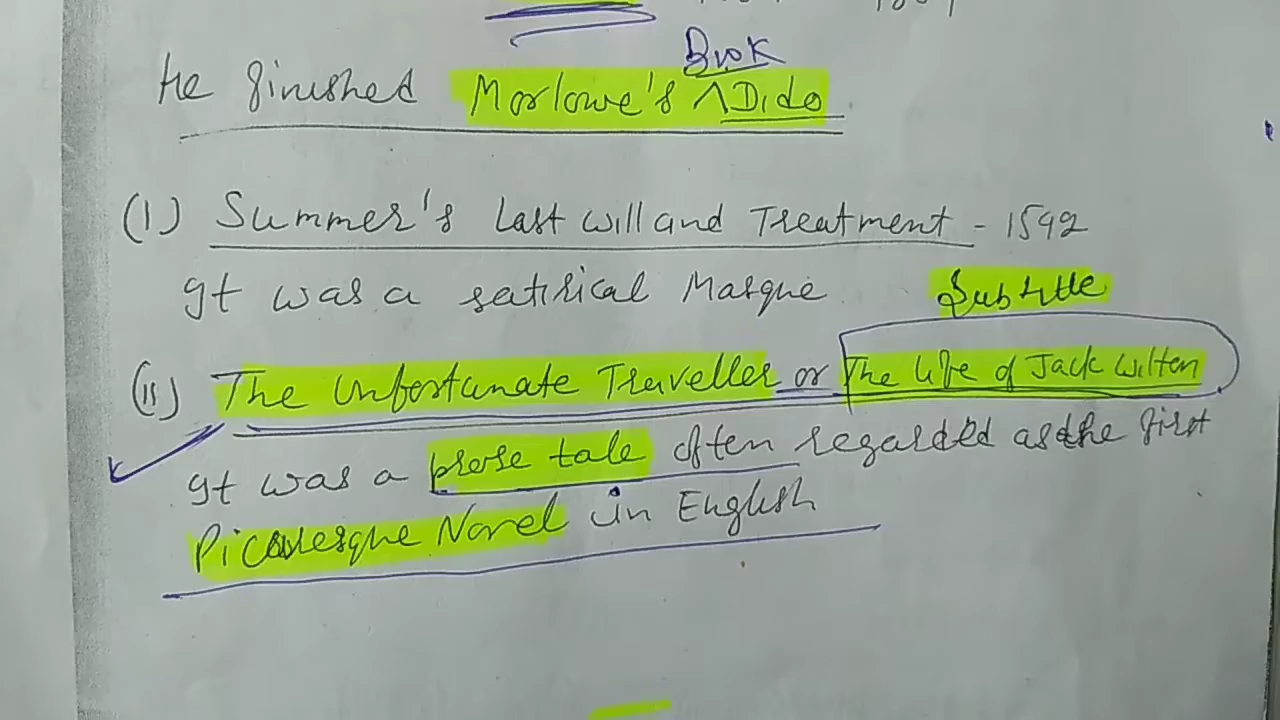 Book
He finished Marlowe's ^ Dido
(I) Summer's Last will and Treatment - 1592
It was a satirical Masque
Subtitle
(II) The Unfortunate Traveller or The life of Jack Wilton
It was a prose tale often regarded as the first
Picaresque Novel in English